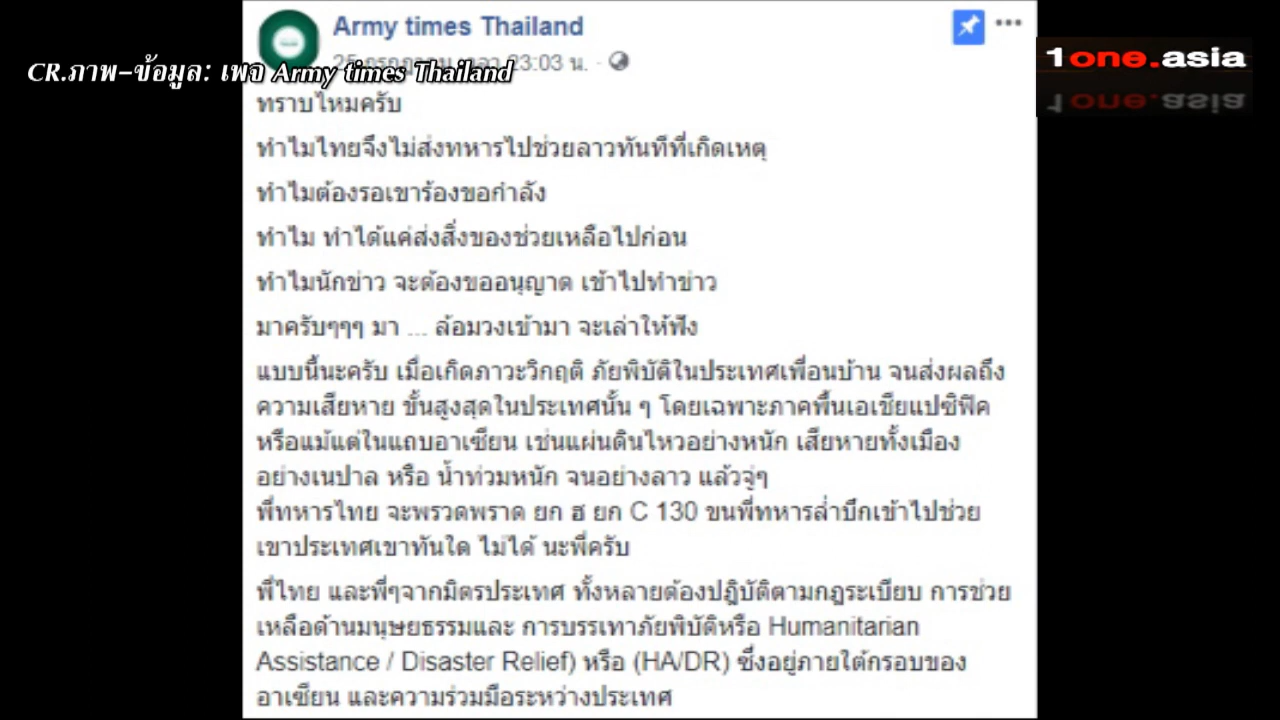 Army times Thailand
23:03 น.
CR.ภาพ-ข้อมูล: เพจ Army times Thailand
1one.asia
ทราบไหมครับ
ทำไมไทยจึงไม่ส่งทหารไปช่วยลาวทันทีที่เกิดเหตุ
ทำไมต้องรอเขาร้องขอกำลัง
ทำไม ทำได้แค่ส่งสิ่งของช่วยเหลือไปก่อน
ทำไมนักข่าว จะต้องขออนุญาต เข้าไปทำข่าว
มาครับๆๆๆ มา ... ล้อมวงเข้ามา จะเล่าให้ฟัง
แบบนี้นะครับ เมื่อเกิดภาวะวิกฤติ ภัยพิบัติในประเทศเพื่อนบ้าน จนส่งผลถึง
ความเสียหาย ขั้นสูงสุดในประเทศนั้น ๆ โดยเฉพาะภาคพื้นเอเชียแปซิฟิค
หรือแม้แต่ในแถบอาเซียน เช่นแผ่นดินไหวอย่างหนัก เสียหายทั้งเมือง
อย่างเนปาล หรือ น้ำท่วมหนัก จนอย่างลาว แล้วจู่ๆ
พี่ทหารไทย จะพรวดพราด ยก ฮ ยก C 130 ขนพี่ทหารล่ำบึกเข้าไปช่วย
เขาประเทศเขาทันใด ไม่ได้ นะพี่ครับ
พี่ไทย และพี่ๆจากมิตรประเทศ ทั้งหลายต้องปฎิบัติตามกฎระเบียบ การช่วย
เหลือด้านมนุษยธรรมและ การบรรเทาภัยพิบัติหรือ Humanitarian
Assistance / Disaster Relief) หรือ (HA/DR) ซึ่งอยู่ภายใต้กรอบของ
อาเซียน และความร่วมมือระหว่างประเทศ